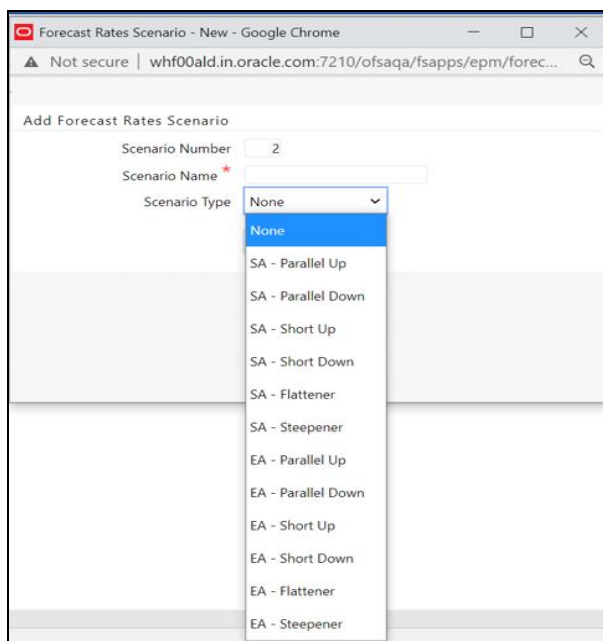 Forecast Rates Scenario - New - Google Chrome
Not secure | whf00ald.in.oracle.com:7210/ofsaqa/fsapps/epm/forec...
Add Forecast Rates Scenario
Scenario Number 2
Scenario Name *
Scenario Type None
None
SA - Parallel Up
SA - Parallel Down
SA - Short Up
SA - Short Down
SA - Flattener
SA - Steepener
EA - Parallel Up
EA - Parallel Down
EA - Short Up
EA - Short Down
EA - Flattener
EA - Steepener